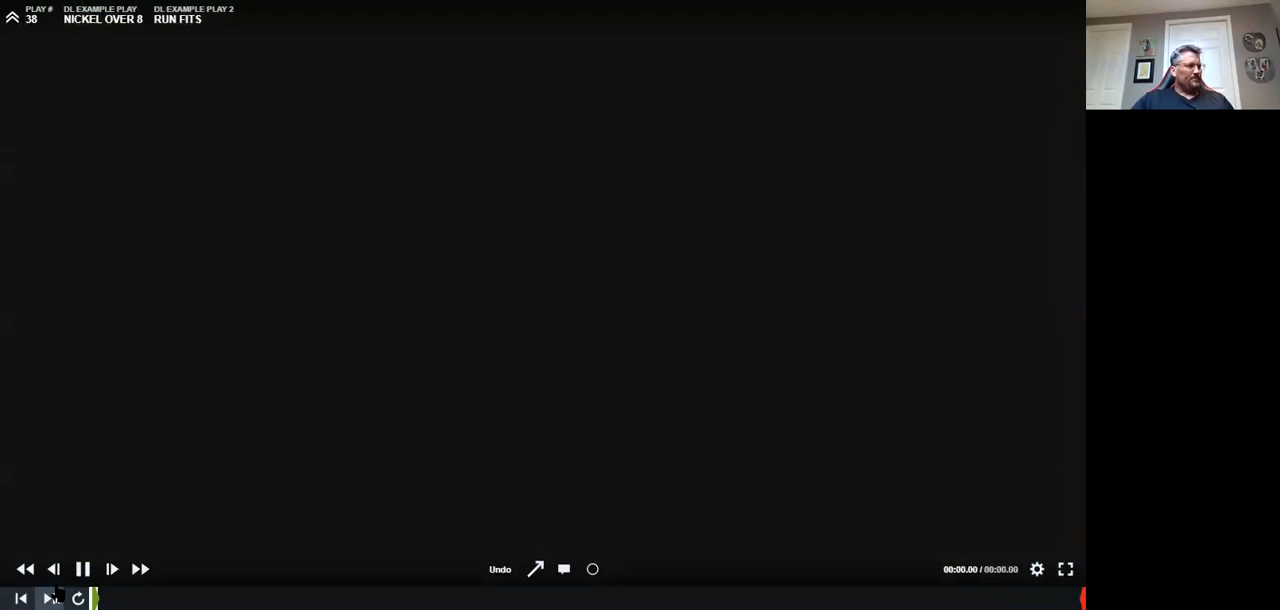 PLAY # DL EXAMPLE PLAY DL EXAMPLE PLAY 2
38 NICKEL OVER 8 RUN FITS
Undo 00:00.00 / 00:00.00